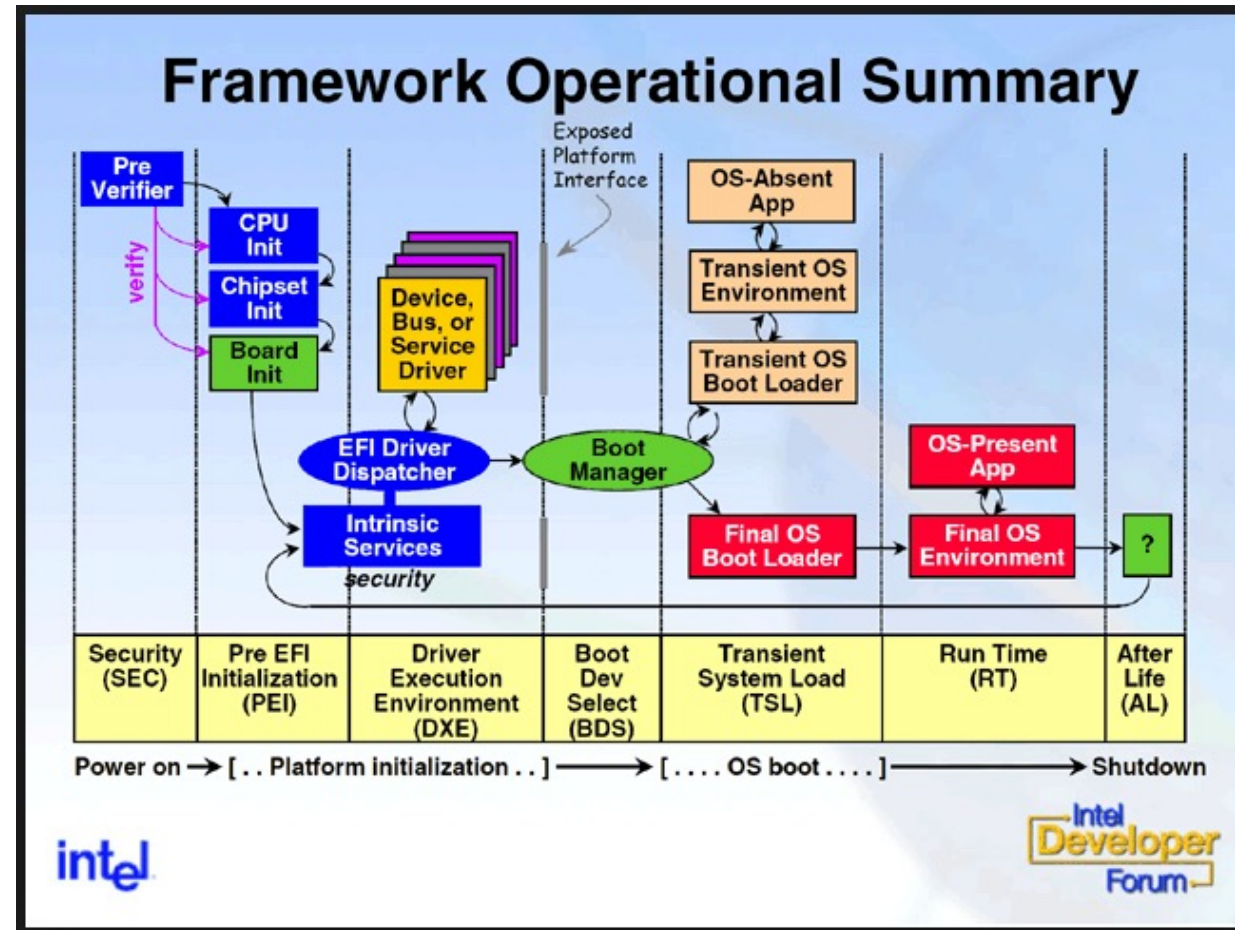 Framework Operational Summary
Exposed
Platform
Interface
Pre
Verifier
verify
CPU
Init
Chipset
Init
Board
Init
Device,
Bus, or
Service
Driver
EFI Driver
Dispatcher
Intrinsic
Services
security
Boot
Manager
OS-Absent
App
Transient OS
Environment
Transient OS
Boot Loader
Final OS
Boot Loader
OS-Present
App
Final OS
Environment
?
Security
(SEC)
Pre EFI
Initialization
(PEI)
Driver
Execution
Environment
(DXE)
Boot
Dev
Select
(BDS)
Transient
System Load
(TSL)
Run Time
(RT)
After
Life
(AL)
Power on → [ . . Platform initialization . . ] → [ . . . . OS boot . . . . ] → Shutdown
intel.
Intel
Developer
Forum